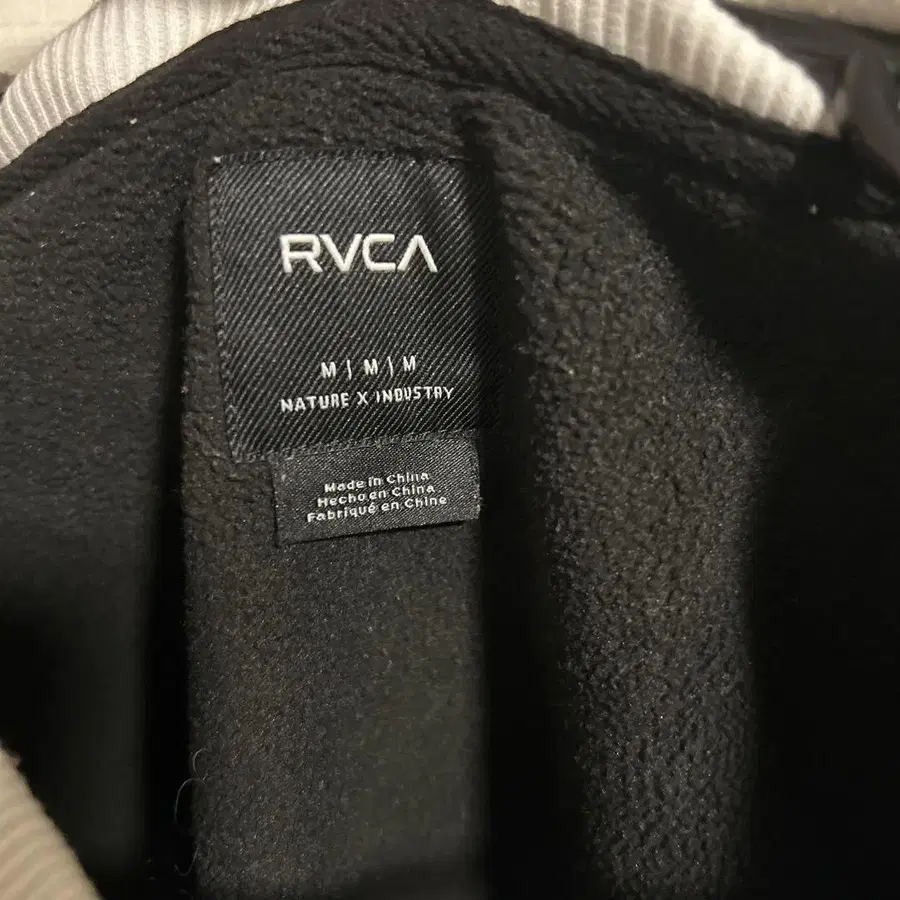 RVCA
M | M | M
NATURE X INDUSTRY
Made in China
Hecho en China
Fabriqué en Chine